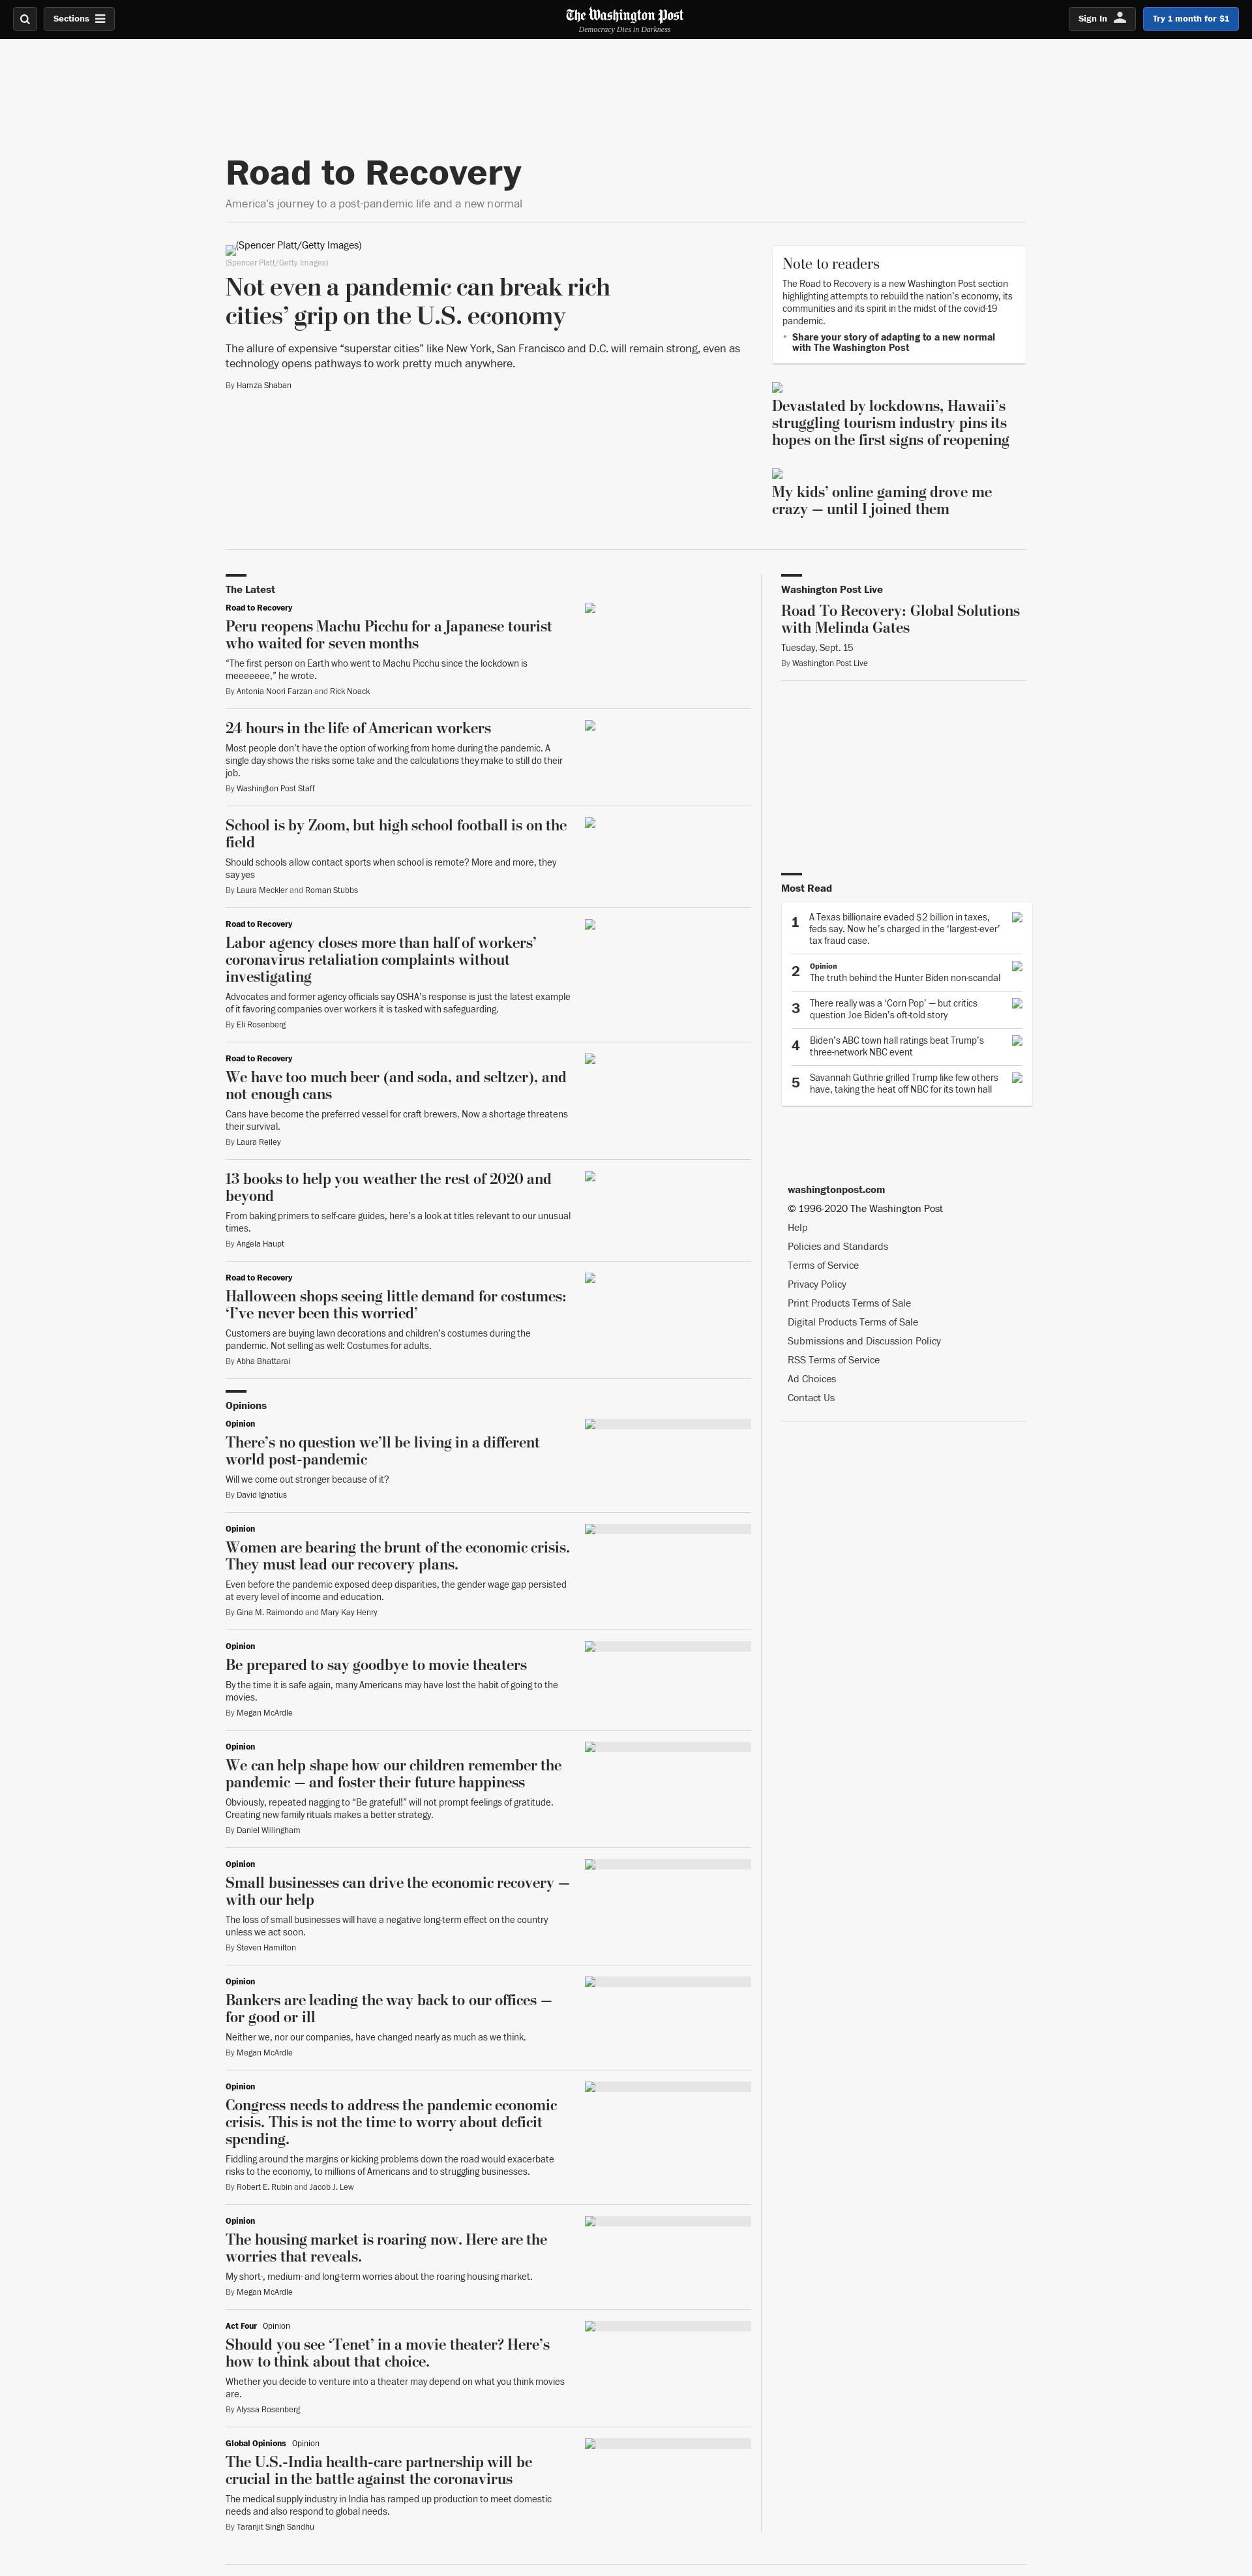 Sections
The Washington Post
Democracy Dies in Darkness
Sign In
Try 1 month for $1
Road to Recovery
America’s journey to a post-pandemic life and a new normal
(Spencer Platt/Getty Images)
(Spencer Platt/Getty Images)
Not even a pandemic can break rich
cities’ grip on the U.S. economy
The allure of expensive “superstar cities” like New York, San Francisco and D.C. will remain strong, even as
technology opens pathways to work pretty much anywhere.
By Hamza Shaban
Note to readers
The Road to Recovery is a new Washington Post section
highlighting attempts to rebuild the nation’s economy, its
communities and its spirit in the midst of the covid-19
pandemic.
Share your story of adapting to a new normal
with The Washington Post
Devastated by lockdowns, Hawaii’s
struggling tourism industry pins its
hopes on the first signs of reopening
My kids’ online gaming drove me
crazy — until I joined them
The Latest
Road to Recovery
Peru reopens Machu Picchu for a Japanese tourist
who waited for seven months
“The first person on Earth who went to Machu Picchu since the lockdown is
meeeeeee,” he wrote.
By Antonia Noori Farzan and Rick Noack
24 hours in the life of American workers
Most people don’t have the option of working from home during the pandemic. A
single day shows the risks some take and the calculations they make to still do their
job.
By Washington Post Staff
School is by Zoom, but high school football is on the
field
Should schools allow contact sports when school is remote? More and more, they
say yes
By Laura Meckler and Roman Stubbs
Road to Recovery
Labor agency closes more than half of workers’
coronavirus retaliation complaints without
investigating
Advocates and former agency officials say OSHA’s response is just the latest example
of it favoring companies over workers it is tasked with safeguarding.
By Eli Rosenberg
Road to Recovery
We have too much beer (and soda, and seltzer), and
not enough cans
Cans have become the preferred vessel for craft brewers. Now a shortage threatens
their survival.
By Laura Reiley
13 books to help you weather the rest of 2020 and
beyond
From baking primers to self-care guides, here’s a look at titles relevant to our unusual
times.
By Angela Haupt
Road to Recovery
Halloween shops seeing little demand for costumes:
‘I’ve never been this worried’
Customers are buying lawn decorations and children’s costumes during the
pandemic. Not selling as well: Costumes for adults.
By Abha Bhattarai
Opinions
Opinion
There’s no question we’ll be living in a different
world post-pandemic
Will we come out stronger because of it?
By David Ignatius
Opinion
Women are bearing the brunt of the economic crisis.
They must lead our recovery plans.
Even before the pandemic exposed deep disparities, the gender wage gap persisted
at every level of income and education.
By Gina M. Raimondo and Mary Kay Henry
Opinion
Be prepared to say goodbye to movie theaters
By the time it is safe again, many Americans may have lost the habit of going to the
movies.
By Megan McArdle
Opinion
We can help shape how our children remember the
pandemic — and foster their future happiness
Obviously, repeated nagging to “Be grateful!” will not prompt feelings of gratitude.
Creating new family rituals makes a better strategy.
By Daniel Willingham
Opinion
Small businesses can drive the economic recovery —
with our help
The loss of small businesses will have a negative long-term effect on the country
unless we act soon.
By Steven Hamilton
Opinion
Bankers are leading the way back to our offices —
for good or ill
Neither we, nor our companies, have changed nearly as much as we think.
By Megan McArdle
Opinion
Congress needs to address the pandemic economic
crisis. This is not the time to worry about deficit
spending.
Fiddling around the margins or kicking problems down the road would exacerbate
risks to the economy, to millions of Americans and to struggling businesses.
By Robert E. Rubin and Jacob J. Lew
Opinion
The housing market is roaring now. Here are the
worries that reveals.
My short-, medium- and long-term worries about the roaring housing market.
By Megan McArdle
Act Four Opinion
Should you see ‘Tenet’ in a movie theater? Here’s
how to think about that choice.
Whether you decide to venture into a theater may depend on what you think movies
are.
By Alyssa Rosenberg
Global Opinions Opinion
The U.S.-India health-care partnership will be
crucial in the battle against the coronavirus
The medical supply industry in India has ramped up production to meet domestic
needs and also respond to global needs.
By Taranjit Singh Sandhu
Washington Post Live
Road To Recovery: Global Solutions
with Melinda Gates
Tuesday, Sept. 15
By Washington Post Live
Most Read
1
A Texas billionaire evaded $2 billion in taxes,
feds say. Now he’s charged in the ‘largest-ever’
tax fraud case.
2
Opinion
The truth behind the Hunter Biden non-scandal
3
There really was a ‘Corn Pop’ — but critics
question Joe Biden’s oft-told story
4
Biden’s ABC town hall ratings beat Trump’s
three-network NBC event
5
Savannah Guthrie grilled Trump like few others
have, taking the heat off NBC for its town hall
washingtonpost.com
© 1996-2020 The Washington Post
Help
Policies and Standards
Terms of Service
Privacy Policy
Print Products Terms of Sale
Digital Products Terms of Sale
Submissions and Discussion Policy
RSS Terms of Service
Ad Choices
Contact Us